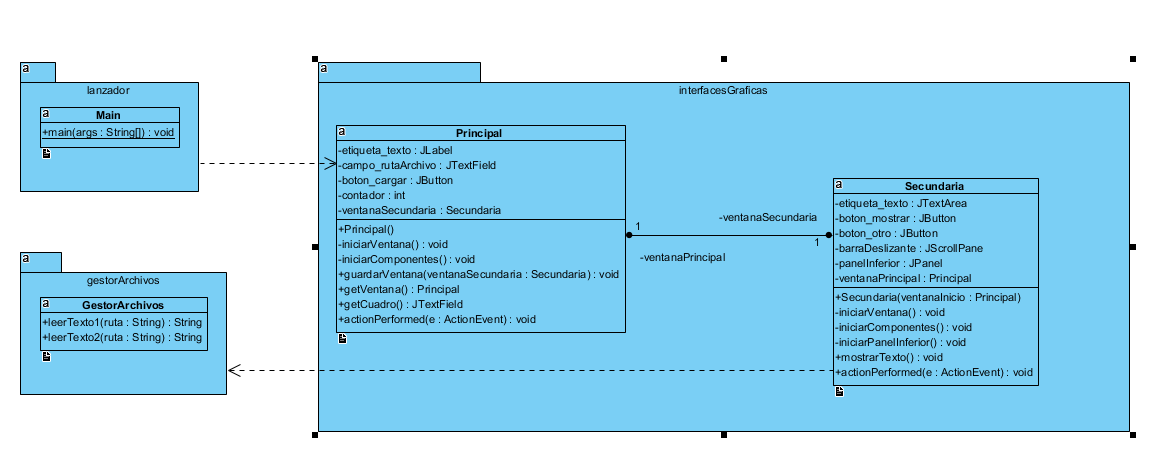 a
lanzador
a
Main
+main(args : String[]) : void
a
gestorArchivos
a
GestorArchivos
+leerTexto1(ruta : String) : String
+leerTexto2(ruta : String) : String
a
interfacesGraficas
a
Principal
-etiqueta_texto : JLabel
-campo_rutaArchivo : JTextField
-boton_cargar : JButton
-contador : int
-ventanaSecundaria : Secundaria
+Principal()
-iniciarVentana() : void
-iniciarComponentes() : void
+guardarVentana(ventanaSecundaria : Secundaria) : void
+getVentana() : Principal
+getCuadro() : JTextField
+actionPerformed(e : ActionEvent) : void
-ventanaSecundaria
1
1
-ventanaPrincipal
a
Secundaria
-etiqueta_texto : JTextArea
-boton_mostrar : JButton
-boton_otro : JButton
-barraDeslizante : JScrollPane
-panelInferior : JPanel
-ventanaPrincipal : Principal
+Secundaria(ventanaInicio : Principal)
-iniciarVentana() : void
-iniciarComponentes() : void
-iniciarPanelInferior() : void
+mostrarTexto() : void
+actionPerformed(e : ActionEvent) : void